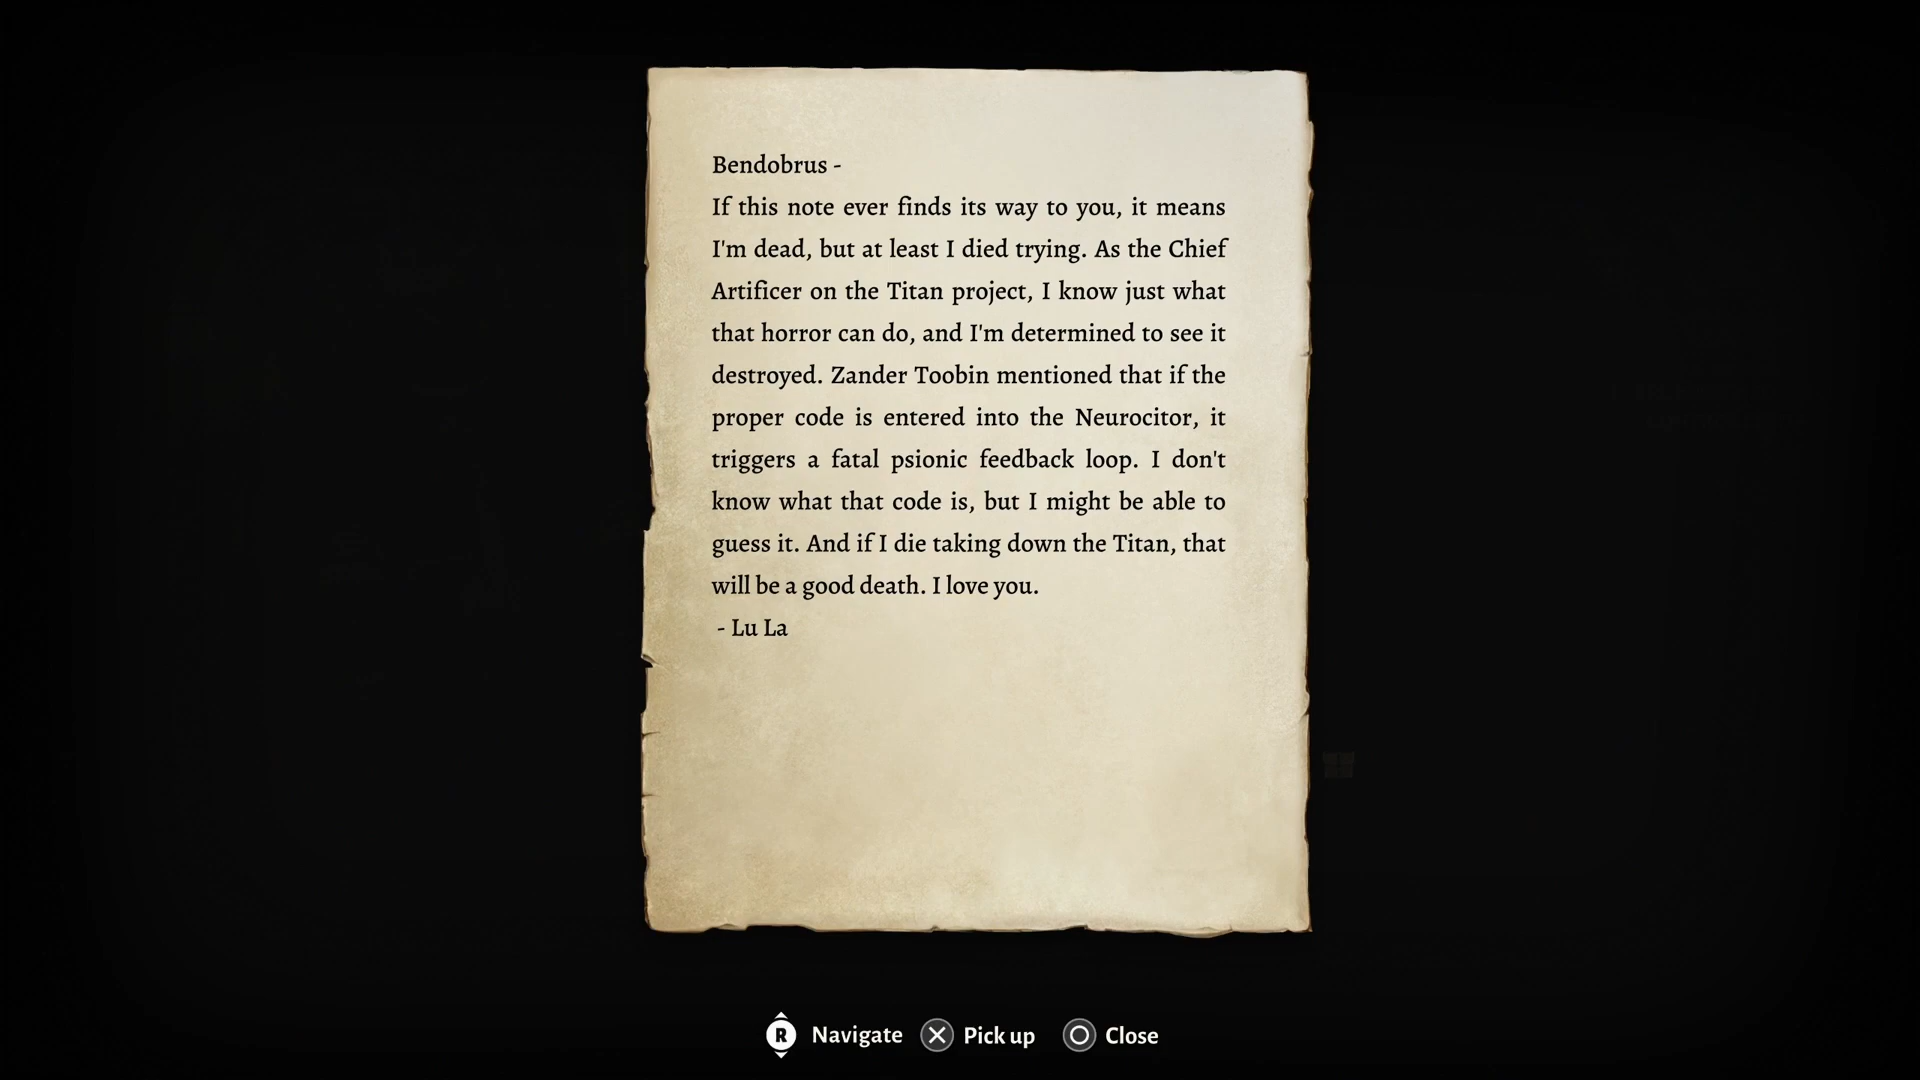 Bendobrus -
If this note ever finds its way to you, it means
I'm dead, but at least I died trying. As the Chief
Artificer on the Titan project, I know just what
that horror can do, and I'm determined to see it
destroyed. Zander Toobin mentioned that if the
proper code is entered into the Neurocitor, it
triggers a fatal psionic feedback loop. I don't
know what that code is, but I might be able to
guess it. And if I die taking down the Titan, that
will be a good death. I love you.
- Lu La
R Navigate Pick up Close